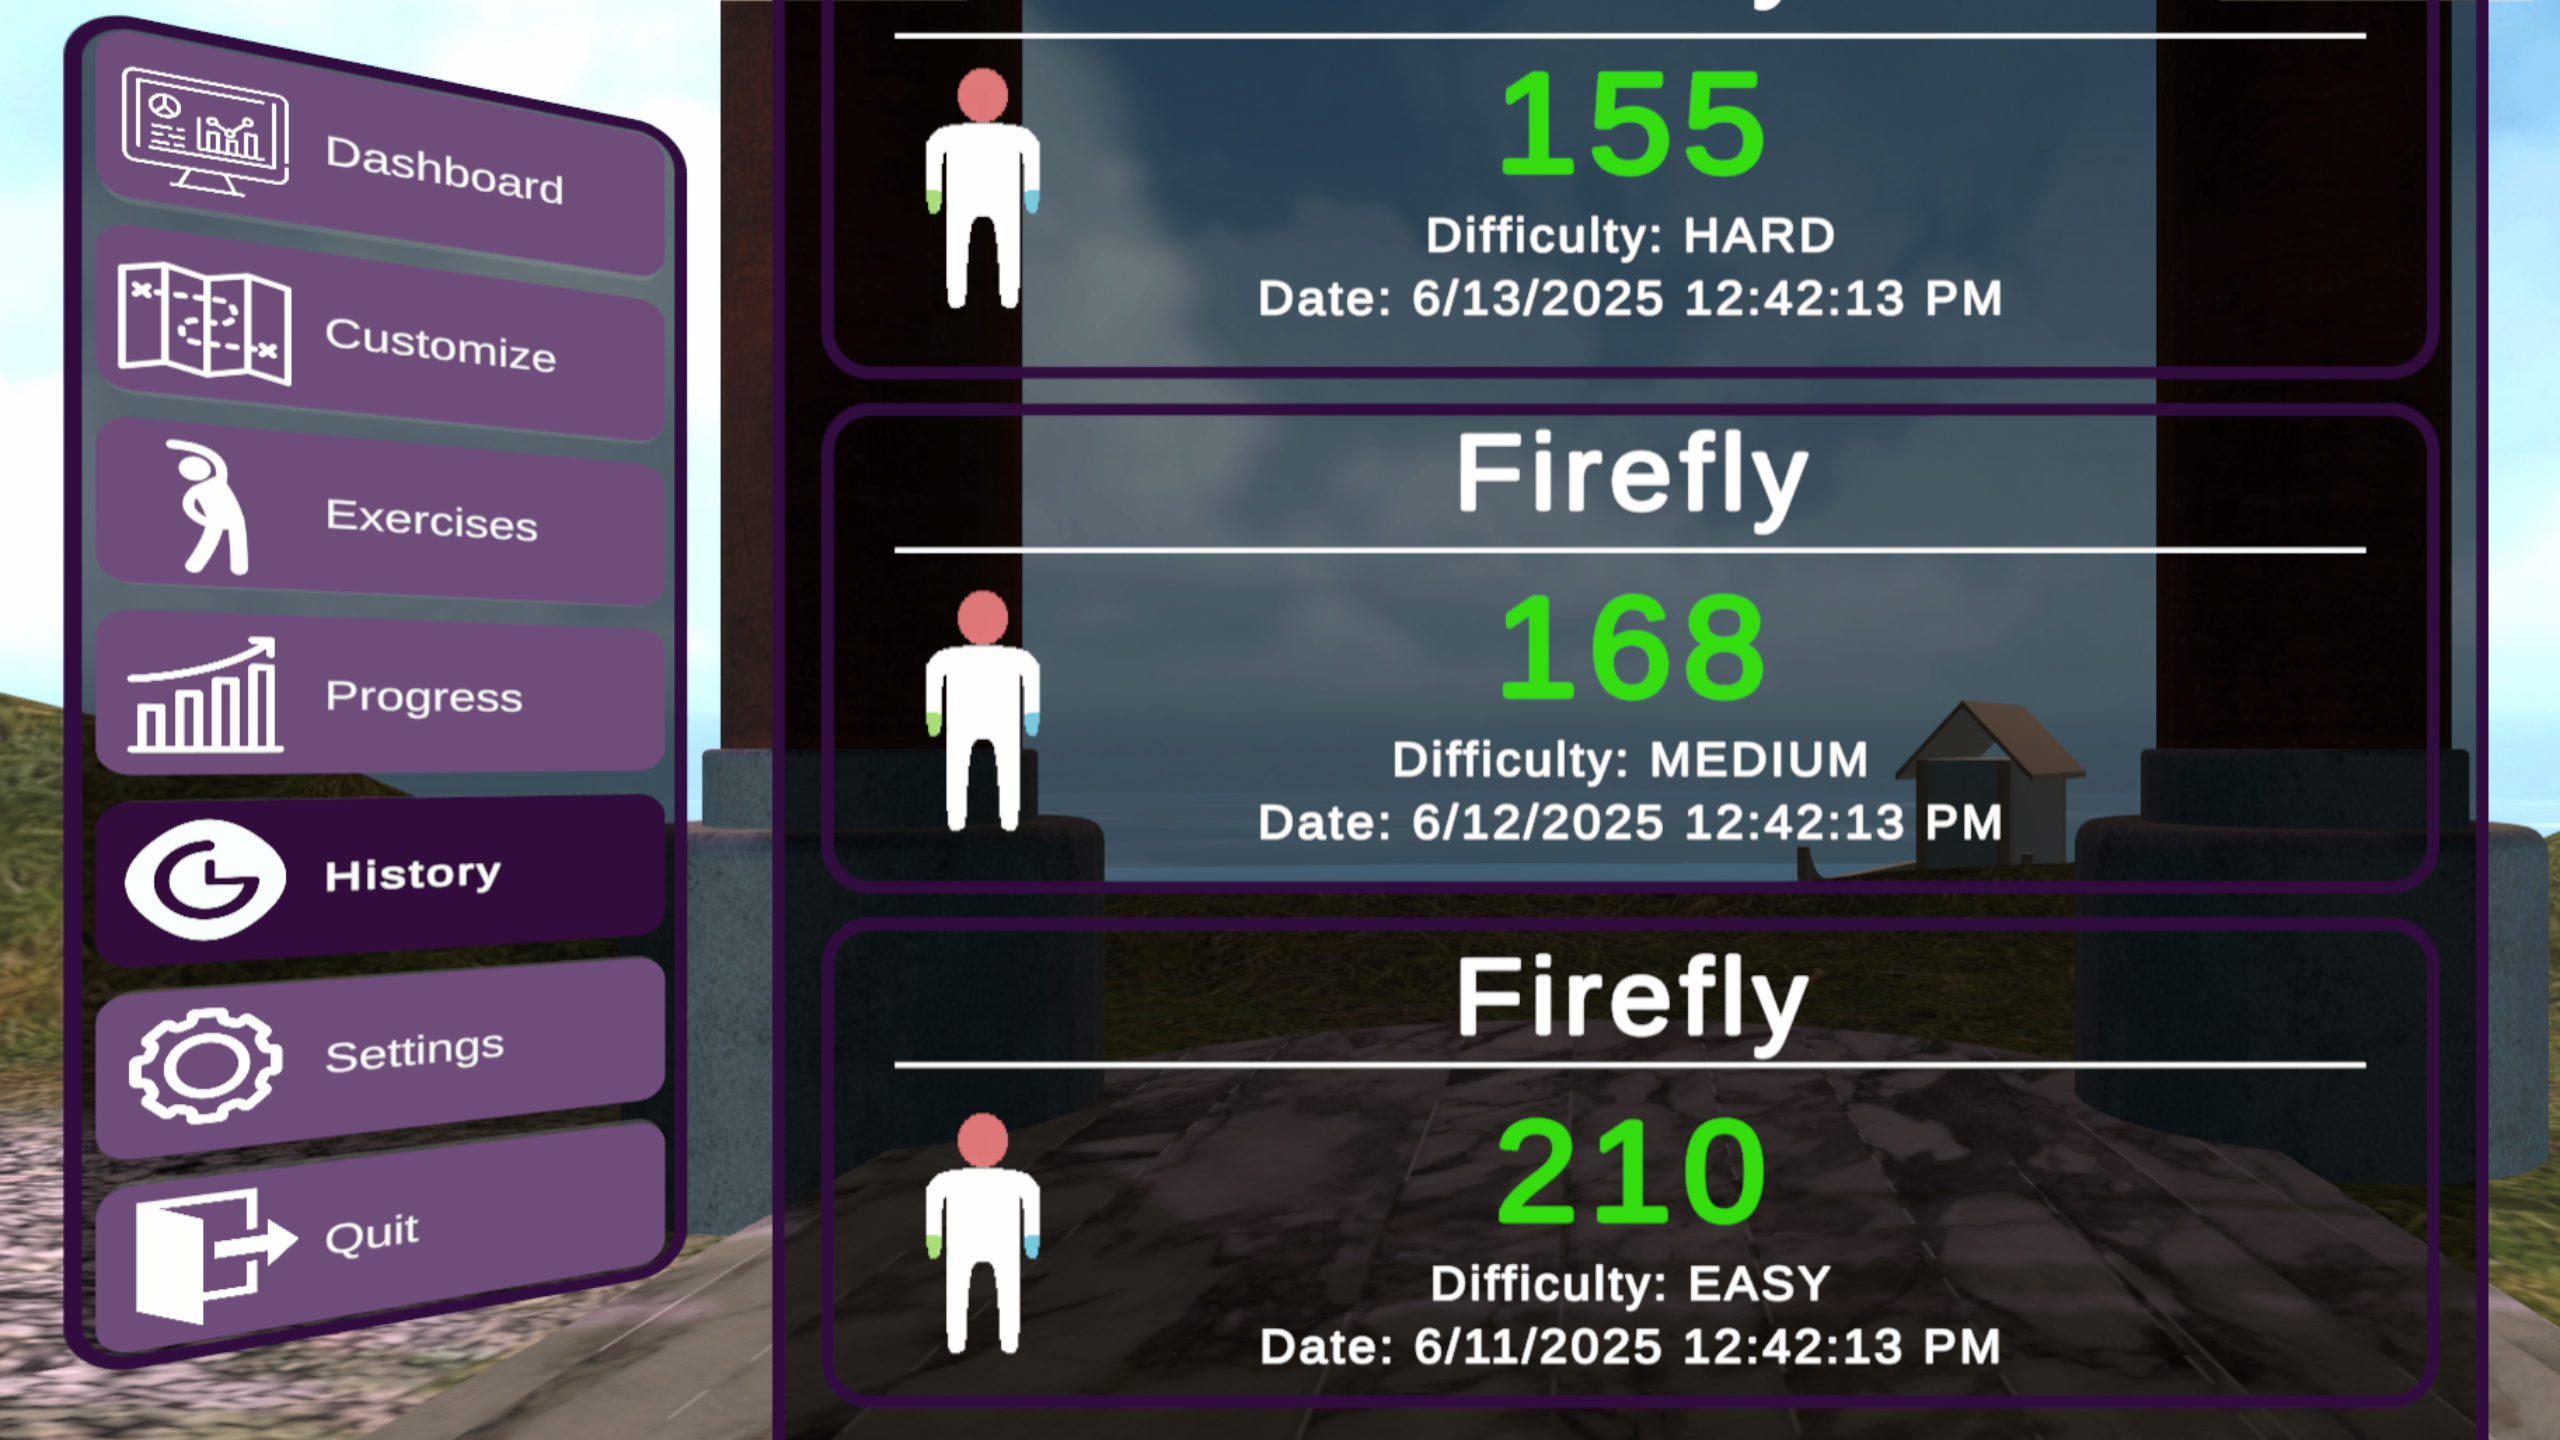 Dashboard
Customize
Exercises
Progress
History
Settings
Quit
155
Difficulty: HARD
Date: 6/13/2025 12:42:13 PM
Firefly
168
Difficulty: MEDIUM
Date: 6/12/2025 12:42:13 PM
Firefly
210
Difficulty: EASY
Date: 6/11/2025 12:42:13 PM